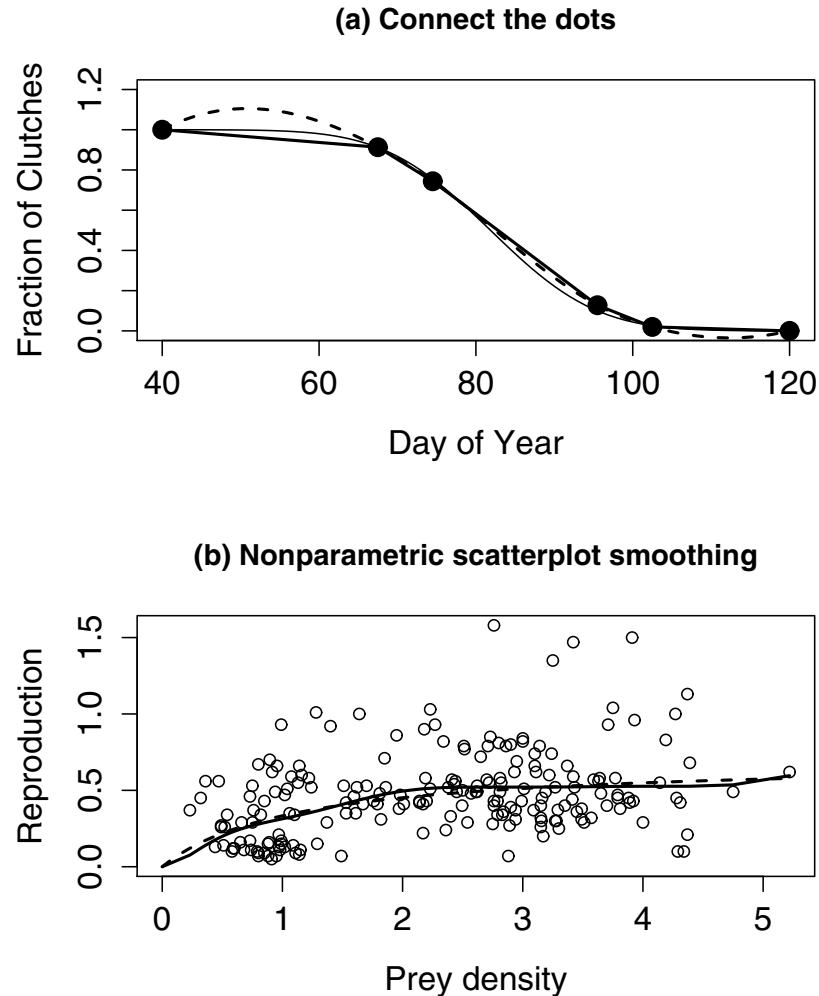 (a) Connect the dots
Fraction of Clutches
0.0 0.4 0.8 1.2
40 60 80 100 120
Day of Year
(b) Nonparametric scatterplot smoothing
Reproduction
0.0 0.5 1.0 1.5
0 1 2 3 4 5
Prey density